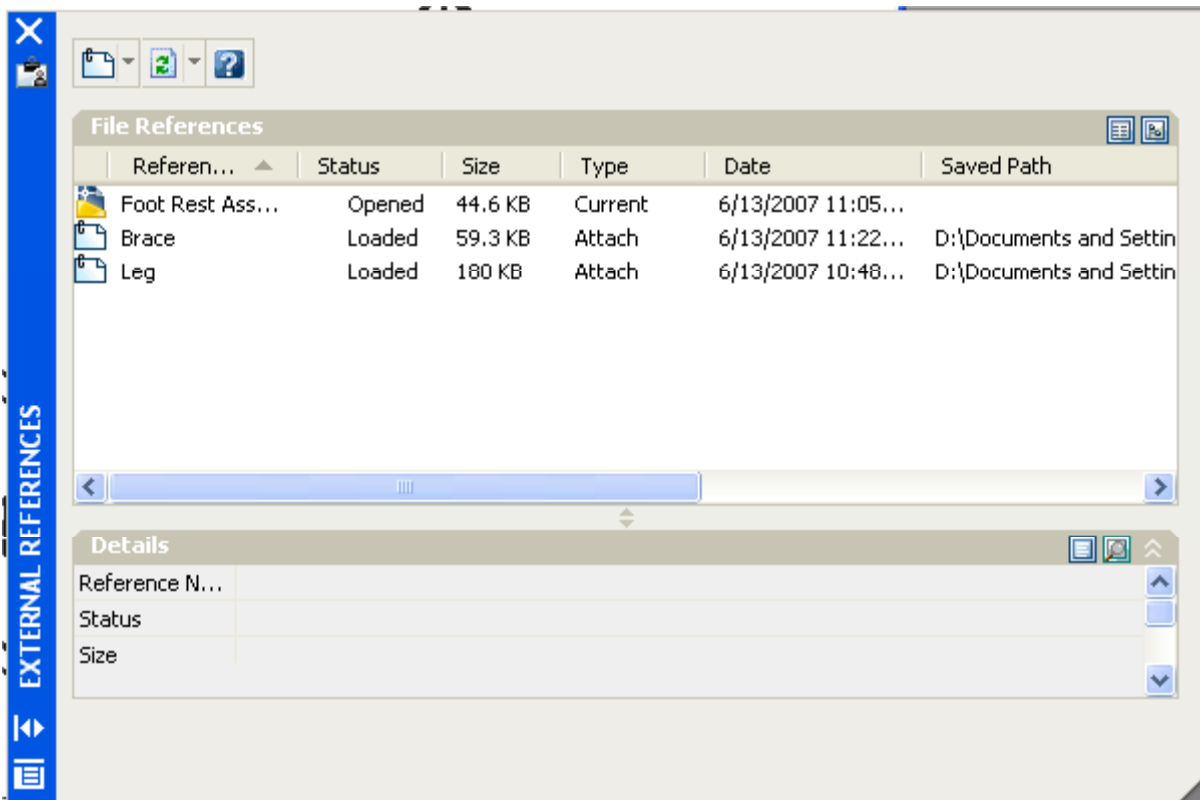 File References
Referen... Status Size Type Date Saved Path
Foot Rest Ass... Opened 44.6 KB Current 6/13/2007 11:05...
Brace Loaded 59.3 KB Attach 6/13/2007 11:22... D:\Documents and Settin
Leg Loaded 180 KB Attach 6/13/2007 10:48... D:\Documents and Settin
EXTERNAL REFERENCES
Details
Reference N...
Status
Size